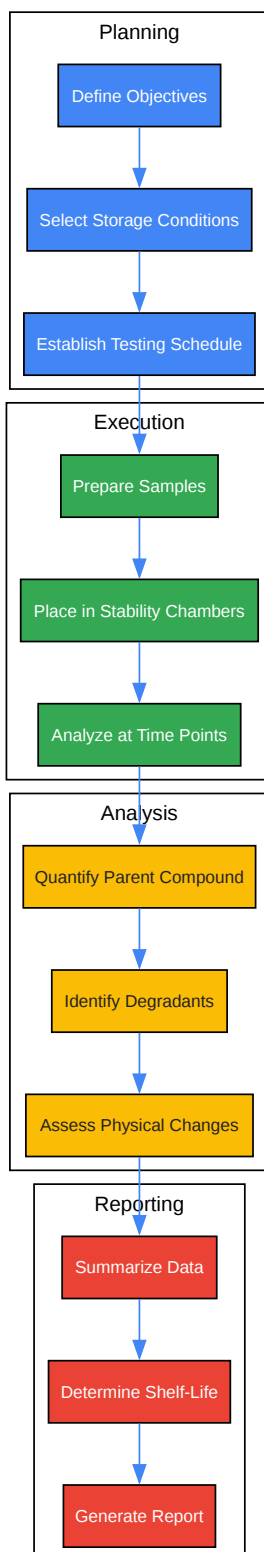 Planning
Define Objectives
Select Storage Conditions
Establish Testing Schedule
Execution
Prepare Samples
Place in Stability Chambers
Analyze at Time Points
Analysis
Quantify Parent Compound
Identify Degradants
Assess Physical Changes
Reporting
Summarize Data
Determine Shelf-Life
Generate Report